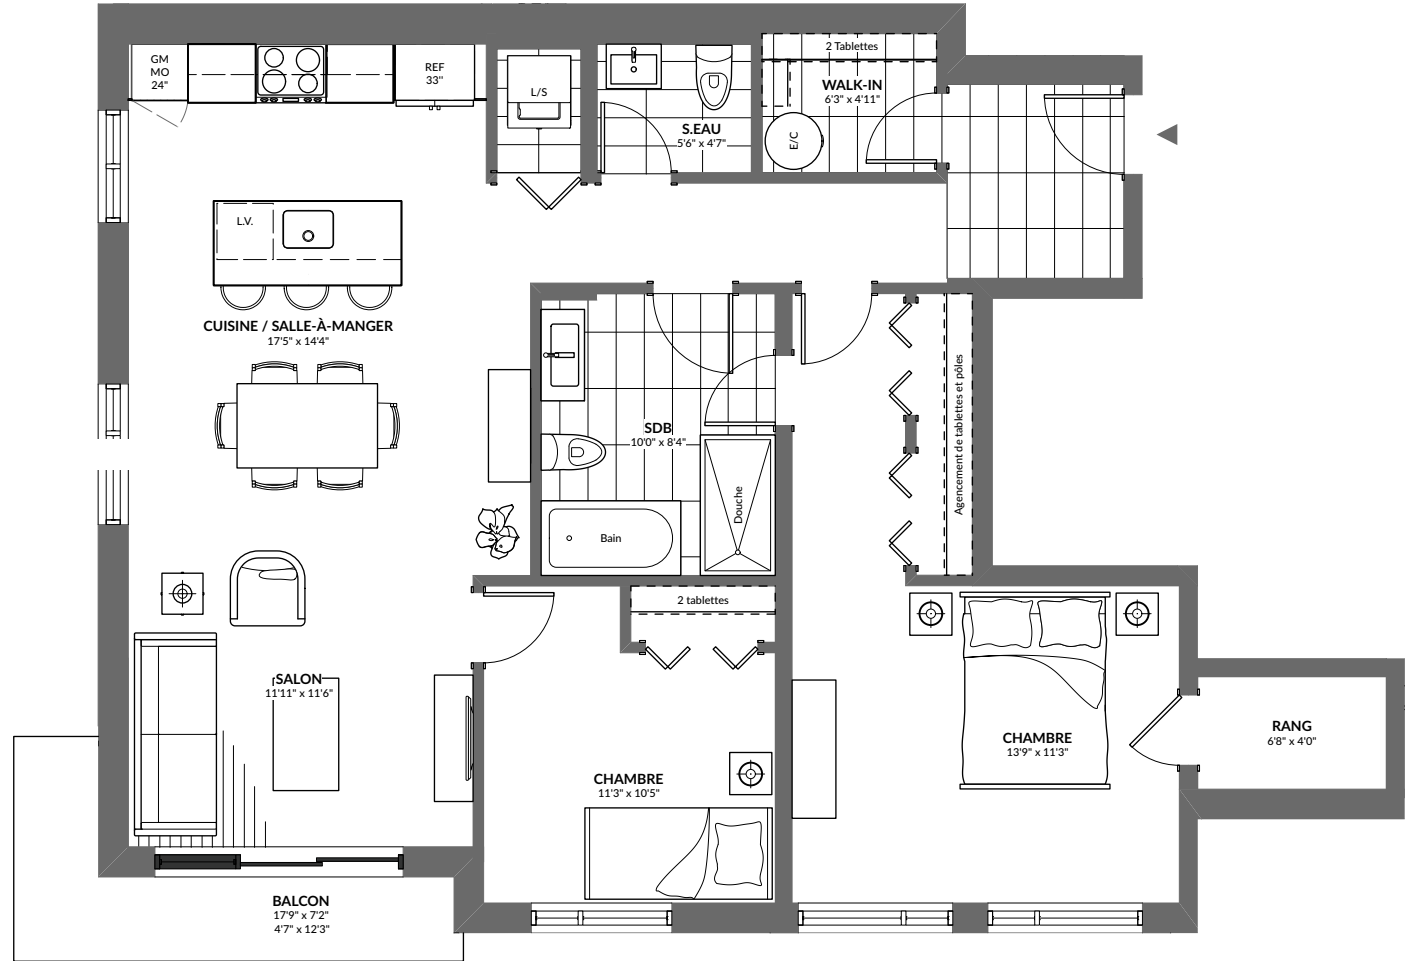 GM
MO
24"
REF
33"
L/S
2 Tablettes
WALK-IN
6'3" x 4'11"
S.EAU
5'6" x 4'7"
E/C
L.V.
CUISINE / SALLE-À-MANGER
17'5" x 14'4"
SDB
10'0" x 8'4"
Douche
Bain
Agencement de tablettes et pôles
2 tablettes
SALON
11'11" x 11'6"
CHAMBRE
11'3" x 10'5"
CHAMBRE
13'9" x 11'3"
RANG
6'8" x 4'0"
BALCON
17'9" x 7'2"
4'7" x 12'3"